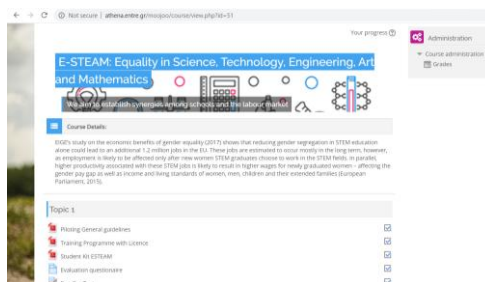 Not secure | athena.entre.gr/moopso/course/view.php?id=31
Your progress
Administration
Course administration
Grades
E-STEAM: Equality in Science, Technology, Engineering, Art
and Mathematics
We aim to establish synergies among schools and the labour market
Course Details:
EIGE's study on the economic benefits of gender equality (2017) shows that reducing gender segregation in STEM education
alone could lead to an additional 1.2 million jobs in the EU. These jobs are estimated to occur mostly in the long term, however,
as employment is likely to be affected only after new women STEM graduates choose to work in the STEM fields. In parallel,
higher productivity associated with these STEM jobs is likely to result in higher wages for newly graduated women – affecting the
gender pay gap as well as income and living standards of women, men, children and their extended families (European
Parliament, 2015).
Topic 1
Piloting General guidelines
Training Programme with Licence
Student Kit ESTEAM
Evaluation questionnaire